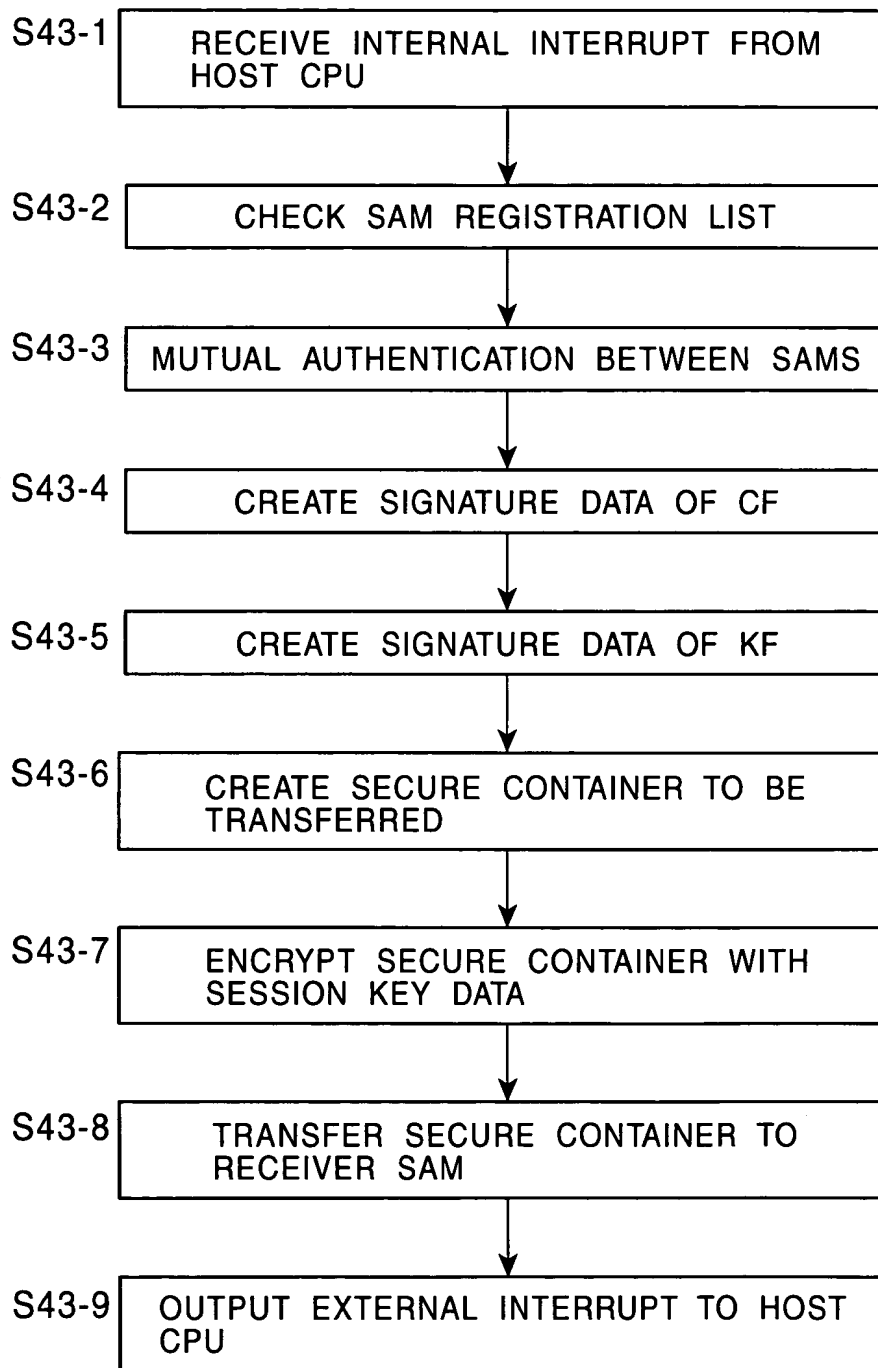 S43-1
RECEIVE INTERNAL INTERRUPT FROM
HOST CPU
S43-2
CHECK SAM REGISTRATION LIST
S43-3
MUTUAL AUTHENTICATION BETWEEN SAMS
S43-4
CREATE SIGNATURE DATA OF CF
S43-5
CREATE SIGNATURE DATA OF KF
S43-6
CREATE SECURE CONTAINER TO BE
TRANSFERRED
S43-7
ENCRYPT SECURE CONTAINER WITH
SESSION KEY DATA
S43-8
TRANSFER SECURE CONTAINER TO
RECEIVER SAM
S43-9
OUTPUT EXTERNAL INTERRUPT TO HOST
CPU